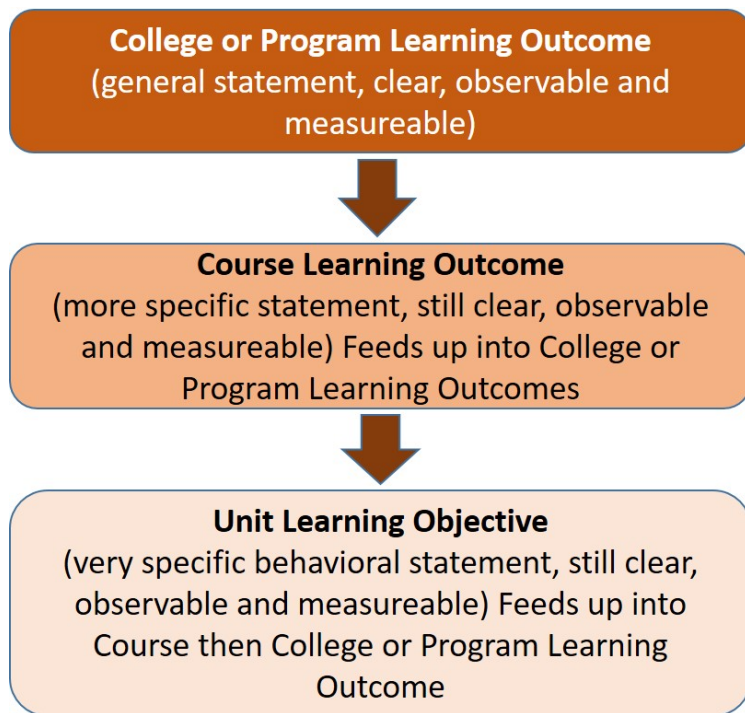 College or Program Learning Outcome
(general statement, clear, observable and
measureable)
Course Learning Outcome
(more specific statement, still clear, observable
and measureable) Feeds up into College or
Program Learning Outcomes
Unit Learning Objective
(very specific behavioral statement, still clear,
observable and measureable) Feeds up into
Course then College or Program Learning
Outcome